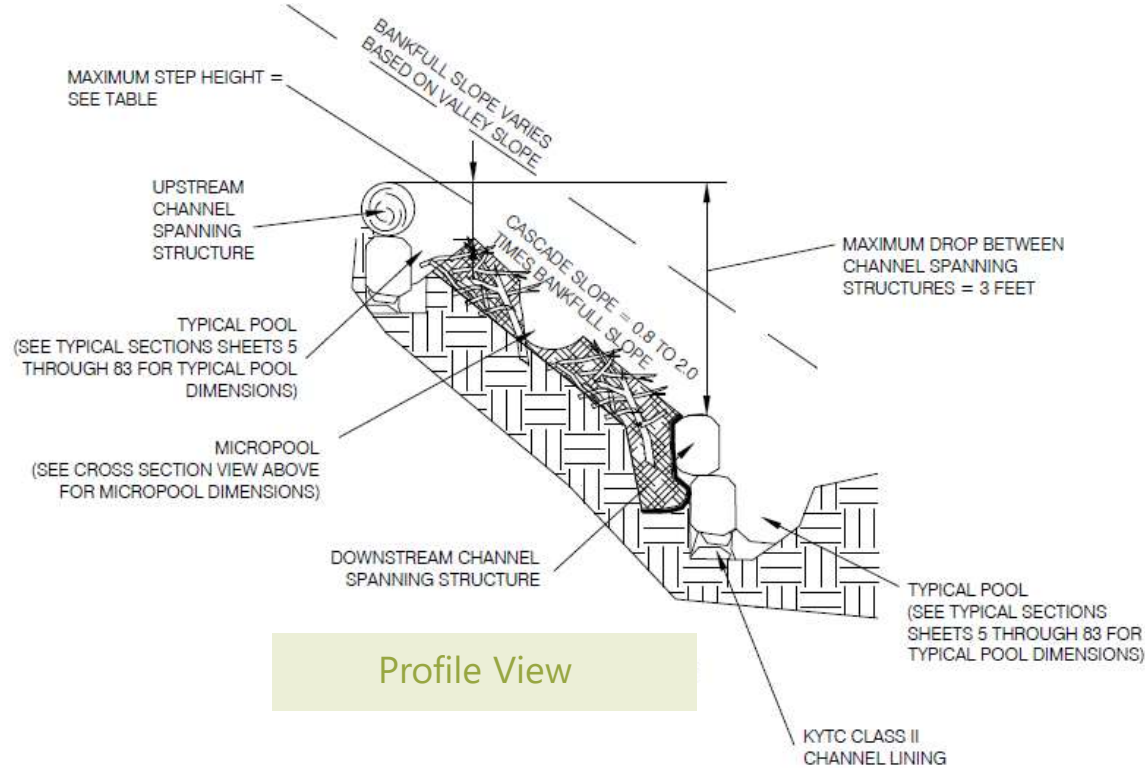 BANKFULL SLOPE VARIES
BASED ON VALLEY SLOPE
MAXIMUM STEP HEIGHT =
SEE TABLE
UPSTREAM
CHANNEL
SPANNING
STRUCTURE
CASCADE SLOPE = 0.8 TO 2.0
TIMES BANKFULL SLOPE
MAXIMUM DROP BETWEEN
CHANNEL SPANNING
STRUCTURES = 3 FEET
TYPICAL POOL
(SEE TYPICAL SECTIONS SHEETS 5
THROUGH 83 FOR TYPICAL POOL
DIMENSIONS)
MICROPOOL
(SEE CROSS SECTION VIEW ABOVE
FOR MICROPOOL DIMENSIONS)
DOWNSTREAM CHANNEL
SPANNING STRUCTURE
TYPICAL POOL
(SEE TYPICAL SECTIONS
SHEETS 5 THROUGH 83 FOR
TYPICAL POOL DIMENSIONS)
Profile View
KYTC CLASS II
CHANNEL LINING